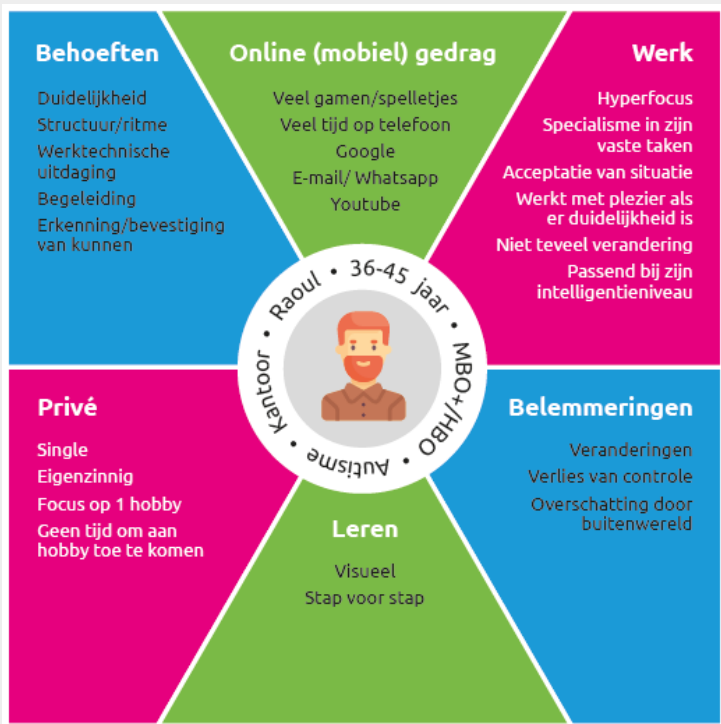 Behoeften
Duidelijkheid
Structuur/ritme
Werktechnische
uitdaging
Begeleiding
Erkenning/bevestiging
van kunnen
Online (mobiel) gedrag
Veel gamen/spelletjes
Veel tijd op telefoon
Google
E-mail/ Whatsapp
Youtube
Werk
Hyperfocus
Specialisme in zijn
vaste taken
Acceptatie van situatie
Werkt met plezier als
er duidelijkheid is
Niet teveel verandering
Passend bij zijn
intelligentieniveau
Raoul • 36-45 jaar • MBO+/HBO • Autisme • Kantoor •
Privé
Single
Eigenzinnig
Focus op 1 hobby
Geen tijd om aan
hobby toe te komen
Leren
Visueel
Stap voor stap
Belemmeringen
Veranderingen
Verlies van controle
Overschatting door
buitenwereld